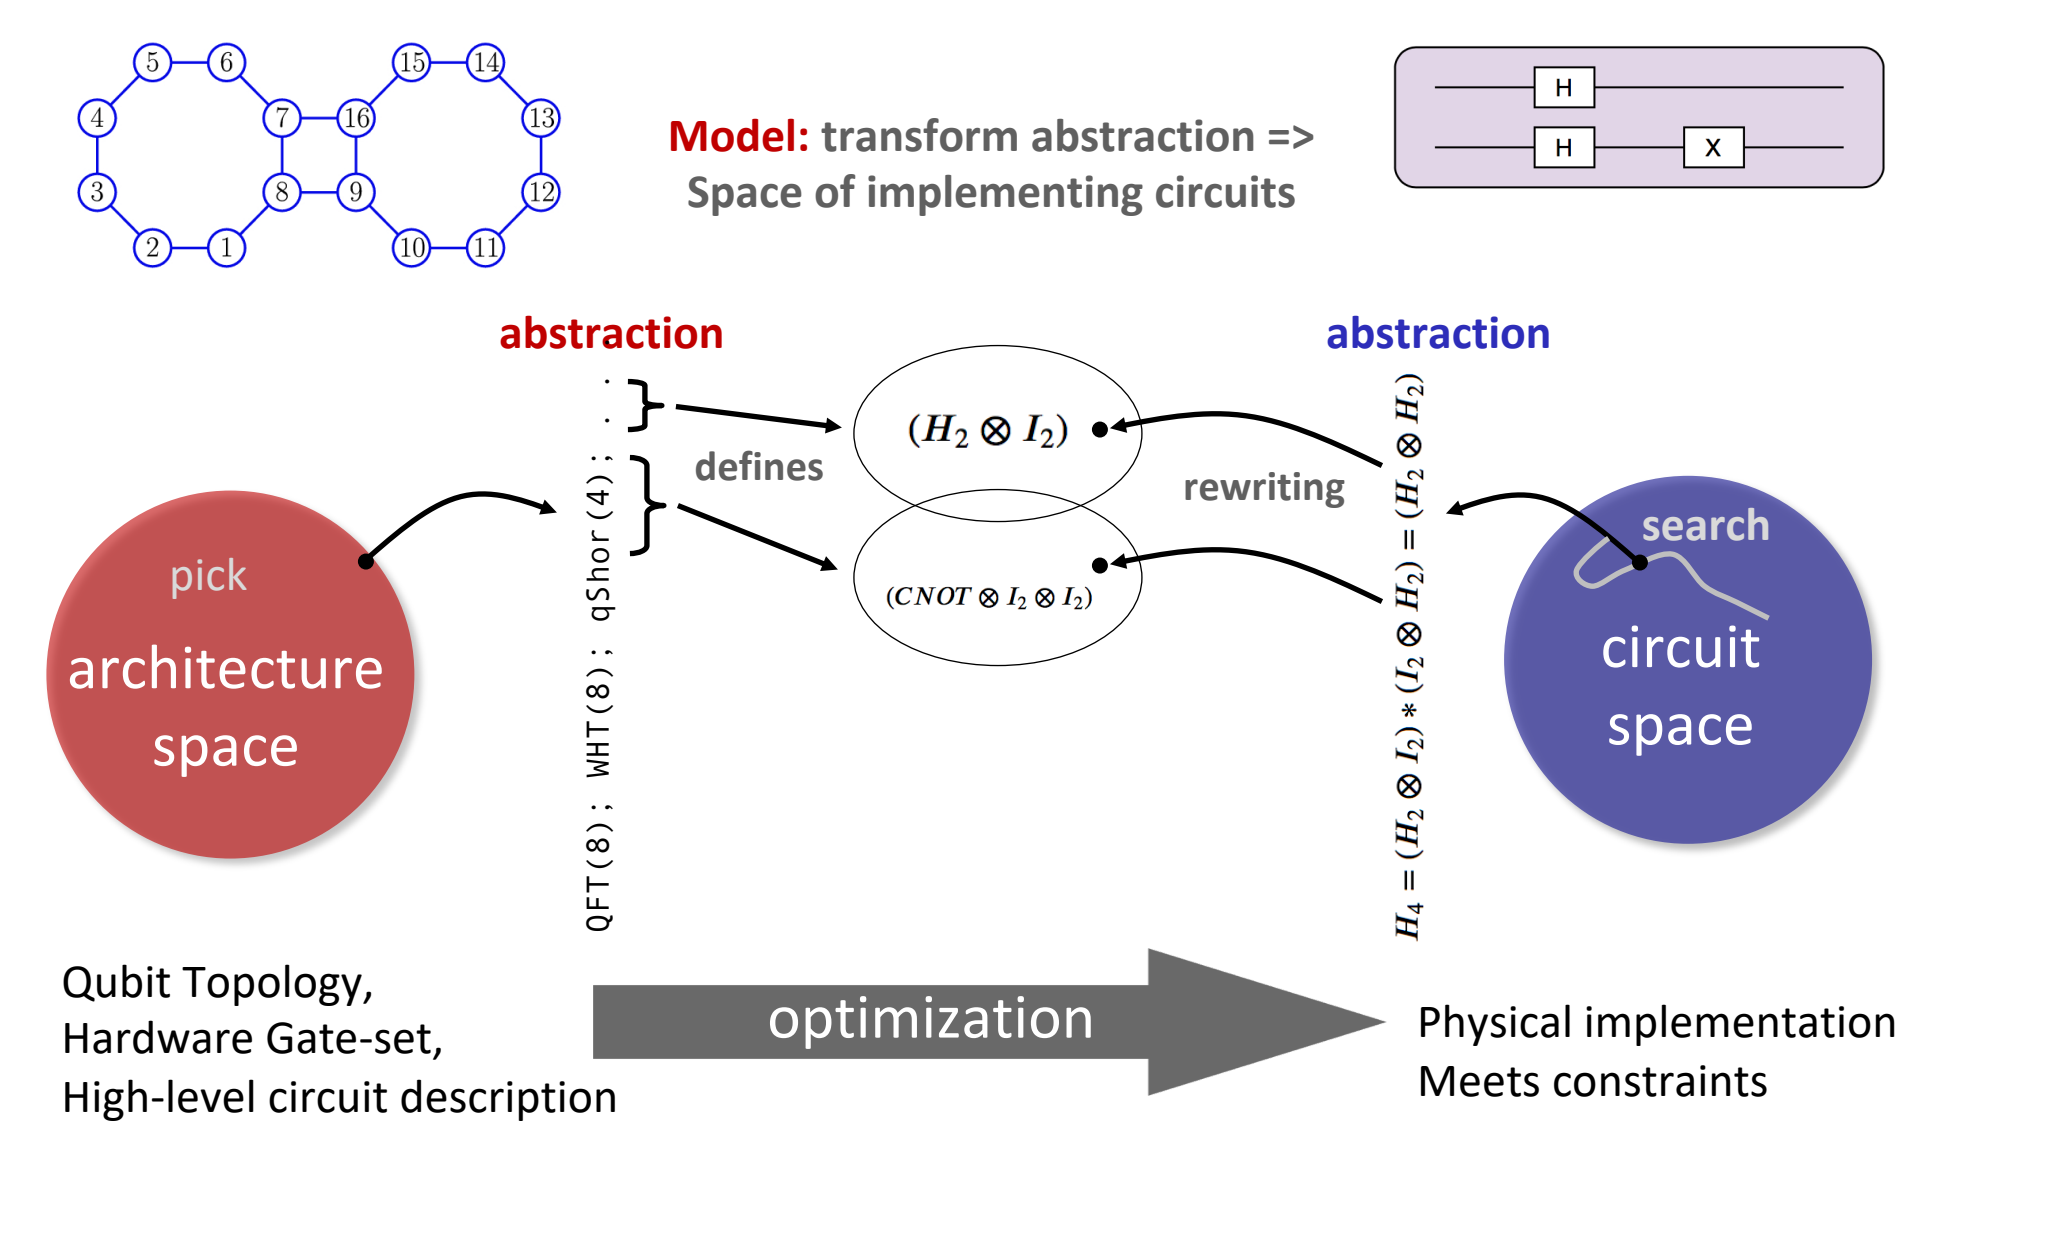 5 6 15 14
4 7 16 13
3 8 9 12
2 1 10 11
Model: transform abstraction =>
Space of implementing circuits
H
H X
abstraction
abstraction
QFT(8); WHT(8); qShor(4); . . .
defines
(H₂ ⊗ I₂)
(CNOT ⊗ I₂ ⊗ I₂)
rewriting
H₄ = (H₂ ⊗ I₂) * (I₂ ⊗ H₂) = (H₂ ⊗ H₂)
pick
architecture
space
search
circuit
space
Qubit Topology,
Hardware Gate-set,
High-level circuit description
optimization
Physical implementation
Meets constraints